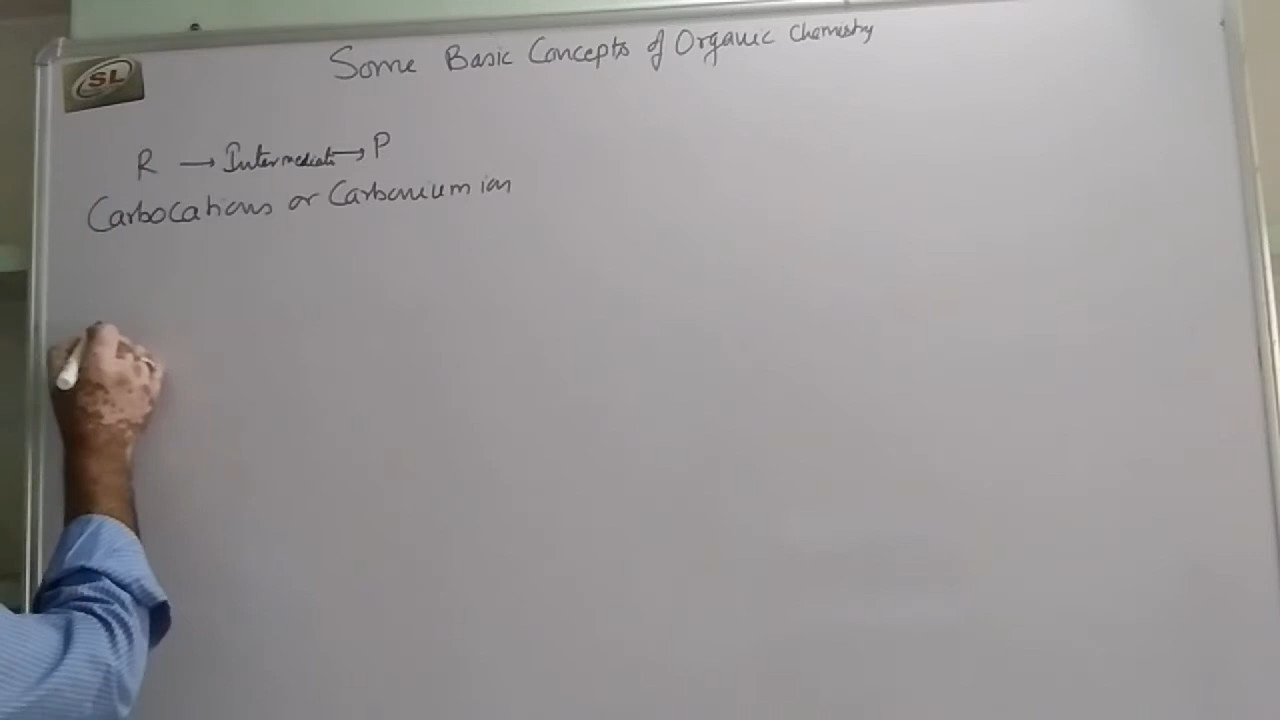 Some Basic Concepts of Organic Chemistry
SL
R → Intermediate → P
Carbocations or Carbonium ion